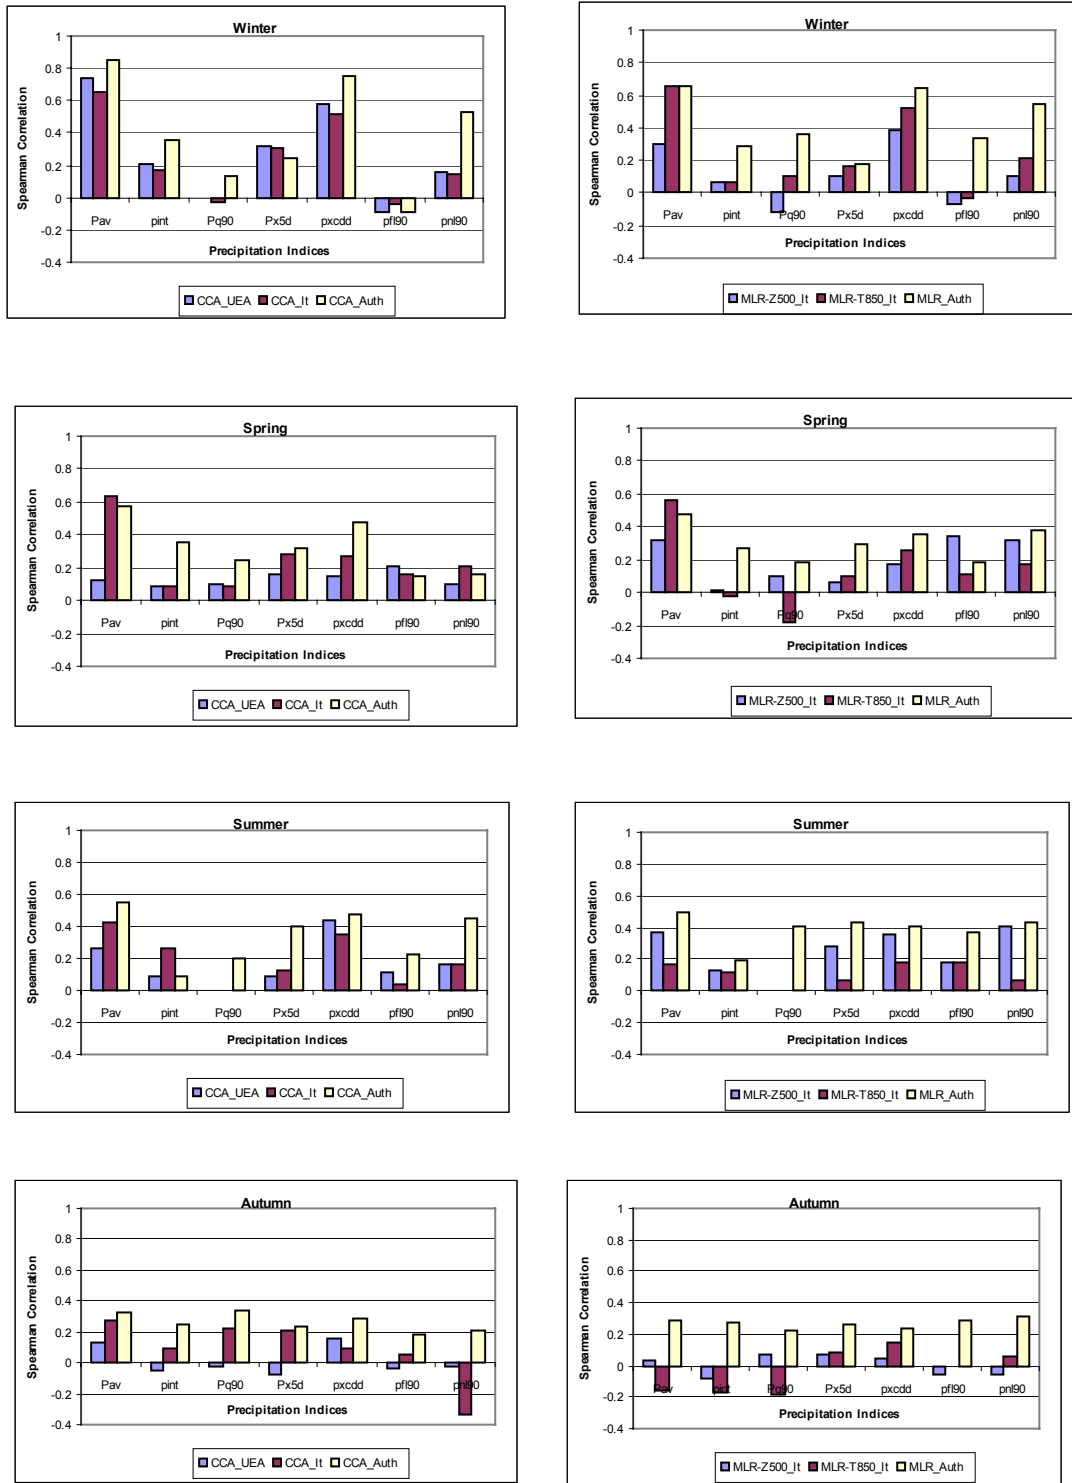 Winter
1
0.8
0.6
0.4
0.2
0
-0.2
-0.4
Spearman Correlation
Pav pint Pq90 Px5d pxcdd pfl90 pnl90
Precipitation Indices
CCA_UEA CCA_It CCA_Auth
Winter
1
0.8
0.6
0.4
0.2
0
-0.2
-0.4
Spearman Correlation
Pav pint Pq90 Px5d pxcdd pfl90 pnl90
Precipitation Indices
MLR-Z500_It MLR-T850_It MLR_Auth
Spring
1
0.8
0.6
0.4
0.2
0
-0.2
-0.4
Spearman Correlation
Pav pint Pq90 Px5d pxcdd pfl90 pnl90
Precipitation Indices
CCA_UEA CCA_It CCA_Auth
Spring
1
0.8
0.6
0.4
0.2
0
-0.2
-0.4
Spearman Correlation
Pav pint Pq90 Px5d pxcdd pfl90 pnl90
Precipitation Indices
MLR-Z500_It MLR-T850_It MLR_Auth
Summer
1
0.8
0.6
0.4
0.2
0
-0.2
-0.4
Spearman Correlation
Pav pint Pq90 Px5d pxcdd pfl90 pnl90
Precipitation Indices
CCA_UEA CCA_It CCA_Auth
Summer
1
0.8
0.6
0.4
0.2
0
-0.2
-0.4
Spearman Correlation
Pav pint Pq90 Px5d pxcdd pfl90 pnl90
Precipitation Indices
MLR-Z500_It MLR-T850_It MLR_Auth
Autumn
1
0.8
0.6
0.4
0.2
0
-0.2
-0.4
Spearman Correlation
Pav pint Pq90 Px5d pxcdd pfl90 pnl90
Precipitation Indices
CCA_UEA CCA_It CCA_Auth
Autumn
1
0.8
0.6
0.4
0.2
0
-0.2
-0.4
Spearman Correlation
Pav pint Pq90 Px5d pxcdd pfl90 pnl90
Precipitation Indices
MLR-Z500_It MLR-T850_It MLR_Auth